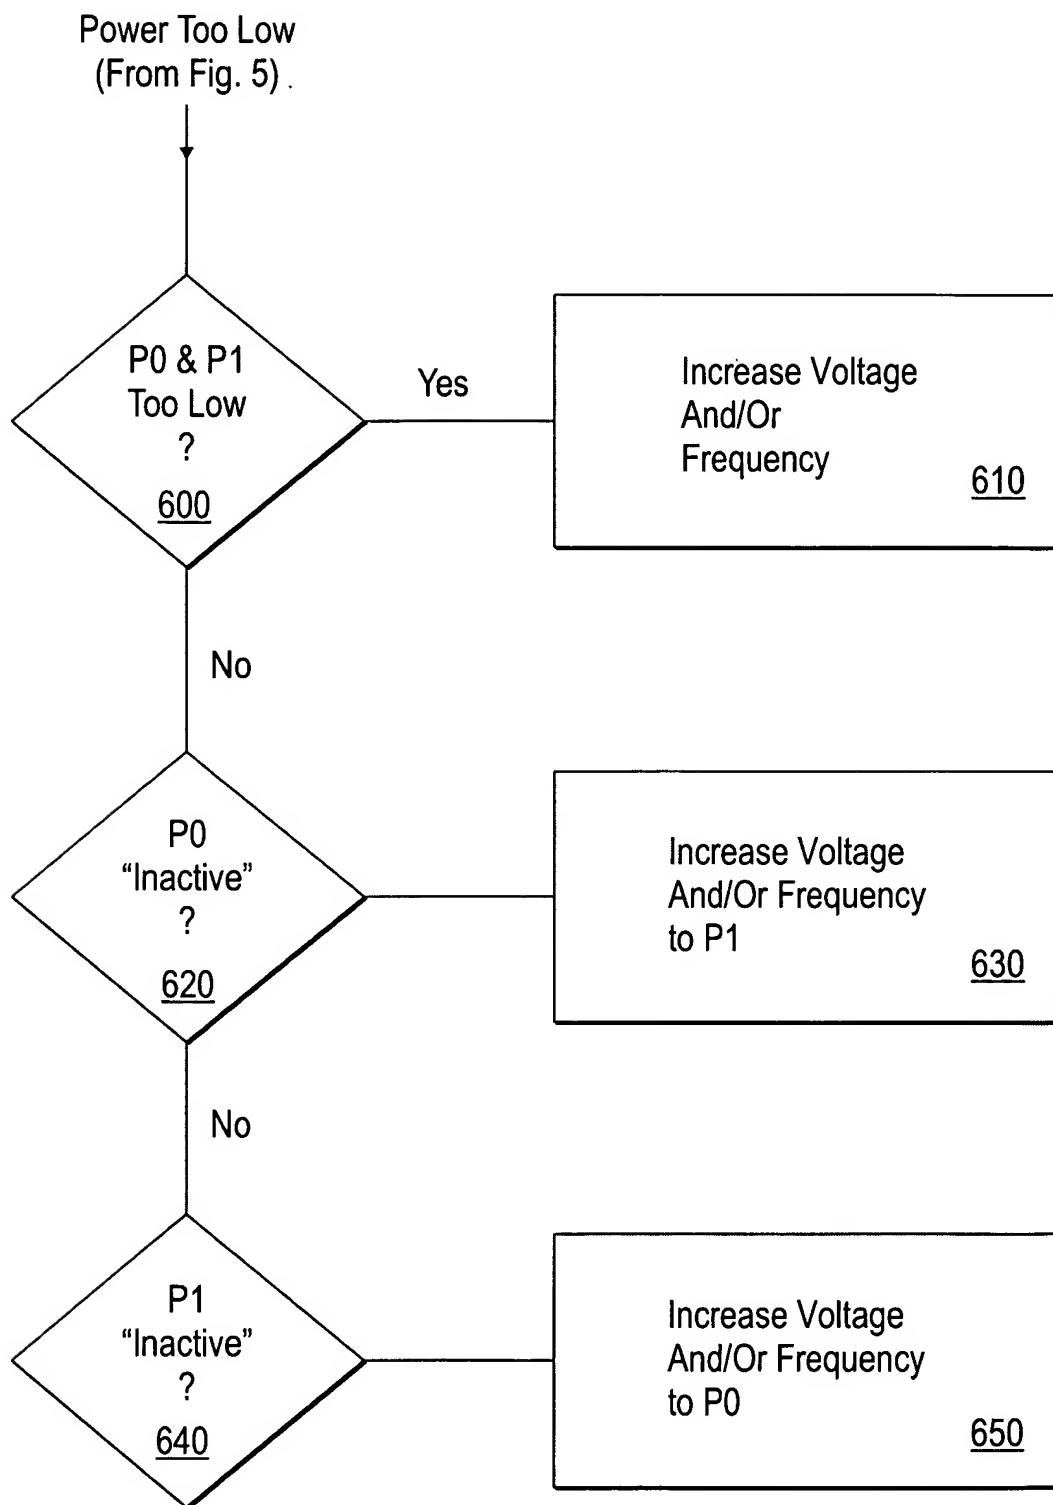 Power Too Low
(From Fig. 5)
P0 & P1
Too Low
?
600
Yes
Increase Voltage
And/Or
Frequency
610
No
P0
“Inactive”
?
620
Increase Voltage
And/Or Frequency
to P1
630
No
P1
“Inactive”
?
640
Increase Voltage
And/Or Frequency
to P0
650